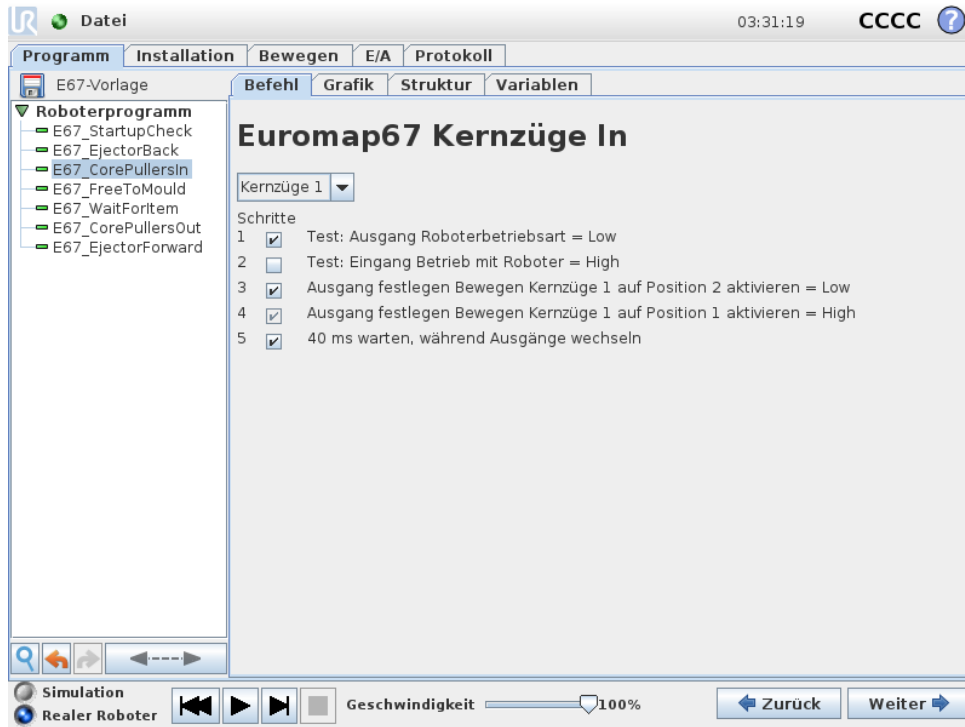 Datei 03:31:19 CCCC ?
Programm Installation Bewegen E/A Protokoll
E67-Vorlage
Befehl Grafik Struktur Variablen
Roboterprogramm
E67_StartupCheck
E67_EjectorBack
E67_CorePullersIn
E67_FreeToMould
E67_WaitForItem
E67_CorePullersOut
E67_EjectorForward
Euromap67 Kernzüge In
Kernzüge 1
Schritte
1 Test: Ausgang Roboterbetriebsart = Low
2 Test: Eingang Betrieb mit Roboter = High
3 Ausgang festlegen Bewegen Kernzüge 1 auf Position 2 aktivieren = Low
4 Ausgang festlegen Bewegen Kernzüge 1 auf Position 1 aktivieren = High
5 40 ms warten, während Ausgänge wechseln
Simulation
Realer Roboter
Geschwindigkeit 100%
Zurück
Weiter